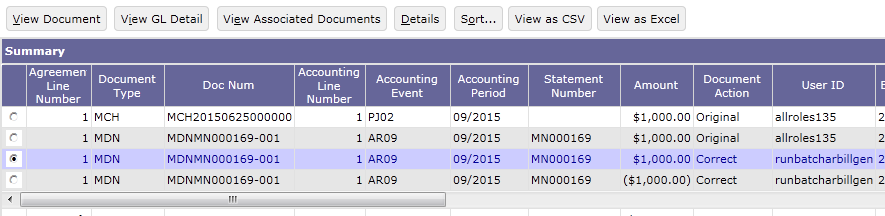 View Document View GL Detail View Associated Documents Details Sort... View as CSV View as Excel
Summary
Agreemen Line Number Document Type Doc Num Accounting Line Number Accounting Event Accounting Period Statement Number Amount Document Action User ID
1 MCH MCH20150625000000 1 PJ02 09/2015 $1,000.00 Original allroles135 2
1 MDN MDNMN000169-001 1 AR09 09/2015 MN000169 $1,000.00 Original allroles135 2
1 MDN MDNMN000169-001 1 AR09 09/2015 MN000169 $1,000.00 Correct runbatcharbillgen 2
1 MDN MDNMN000169-001 1 AR09 09/2015 MN000169 ($1,000.00) Correct runbatcharbillgen 2